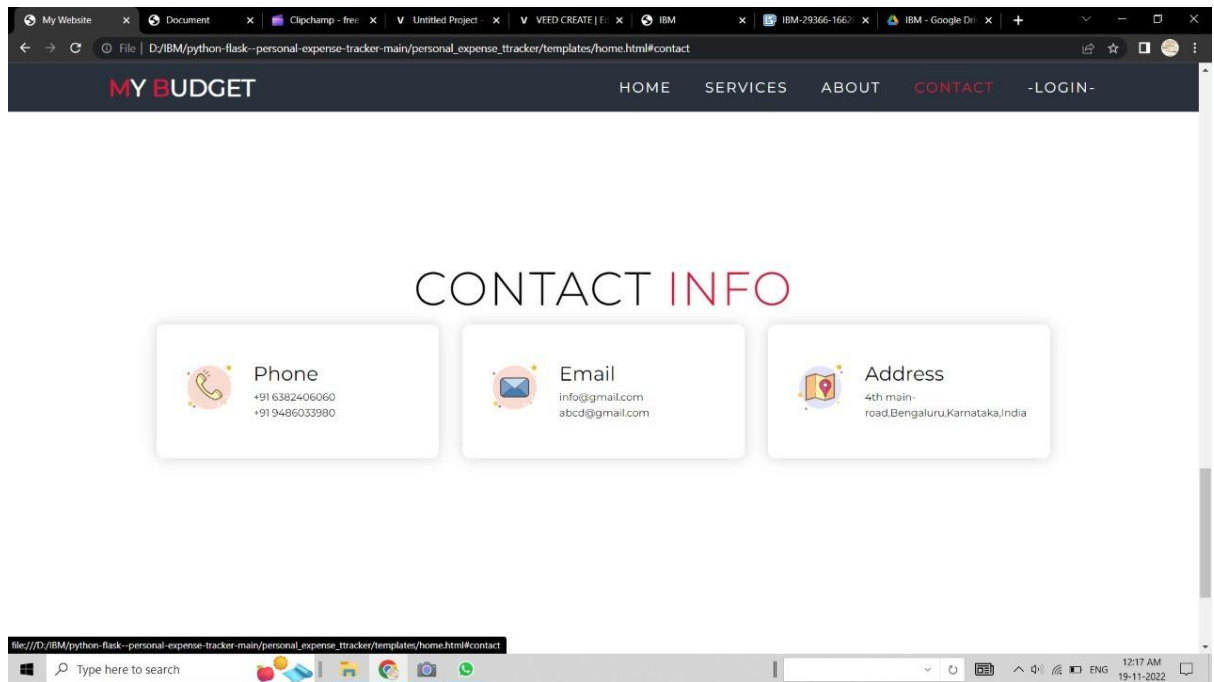 My Website
Document
Clipchamp - free
Untitled Project -
VEED CREATE | Ed
IBM
IBM-29366-1662
IBM - Google Dri
File | D:/IBM/python-flask--personal-expense-tracker-main/personal_expense_ttracker/templates/home.html#contact
MY BUDGET
HOME SERVICES ABOUT CONTACT -LOGIN-
CONTACT INFO
Phone
+91 6382406060
+91 9486033980
Email
info@gmail.com
abcd@gmail.com
Address
4th main-
road,Bengaluru,Karnataka,India
file:///D:/IBM/python-flask--personal-expense-tracker-main/personal_expense_ttracker/templates/home.html#contact
Type here to search
ENG
12:17 AM
19-11-2022